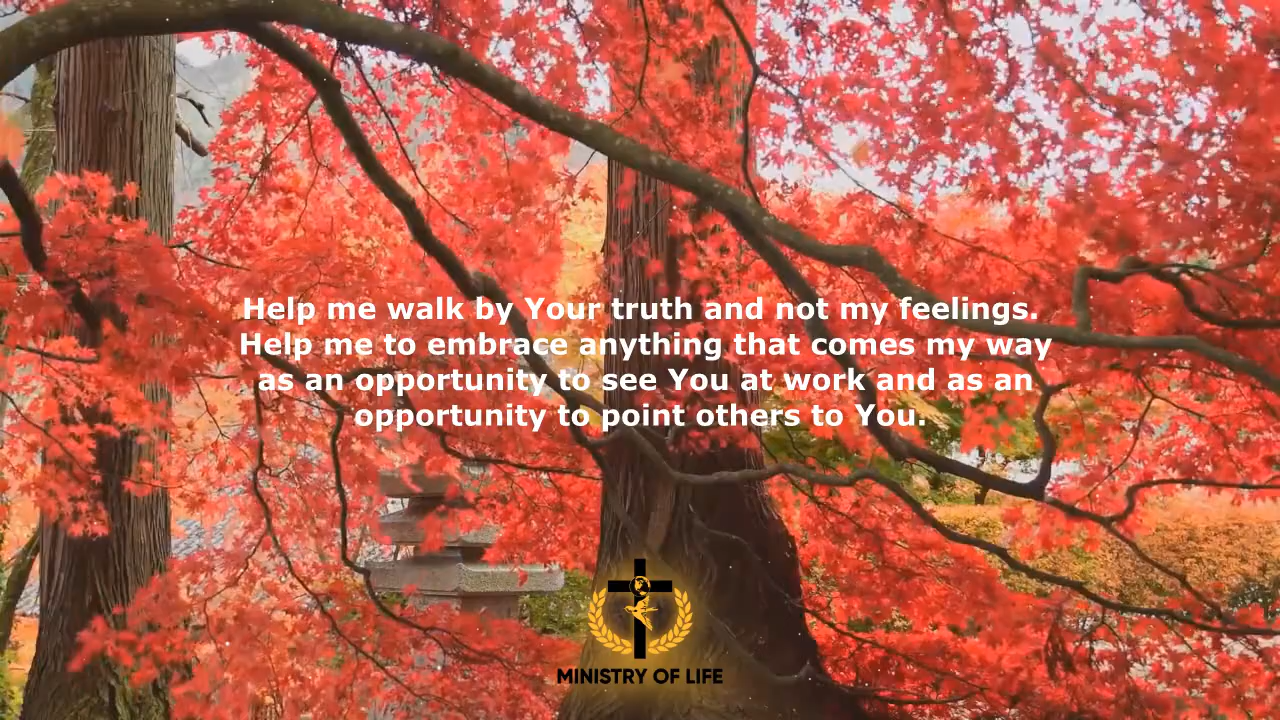 Help me walk by Your truth and not my feelings.
Help me to embrace anything that comes my way
as an opportunity to see You at work and as an
opportunity to point others to You.
MINISTRY OF LIFE